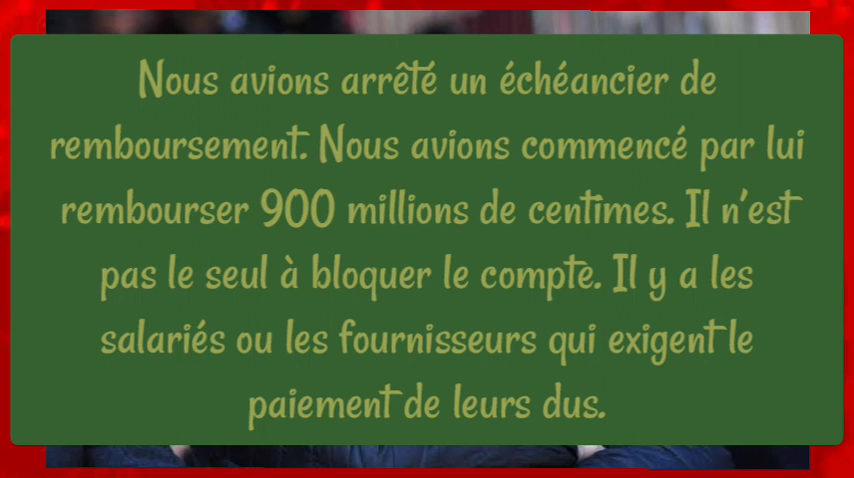 Nous avions arrêté un échéancier de
remboursement. Nous avions commencé par lui
rembourser 900 millions de centimes. Il n'est
pas le seul à bloquer le compte. Il y a les
salariés ou les fournisseurs qui exigent le
paiement de leurs dus.